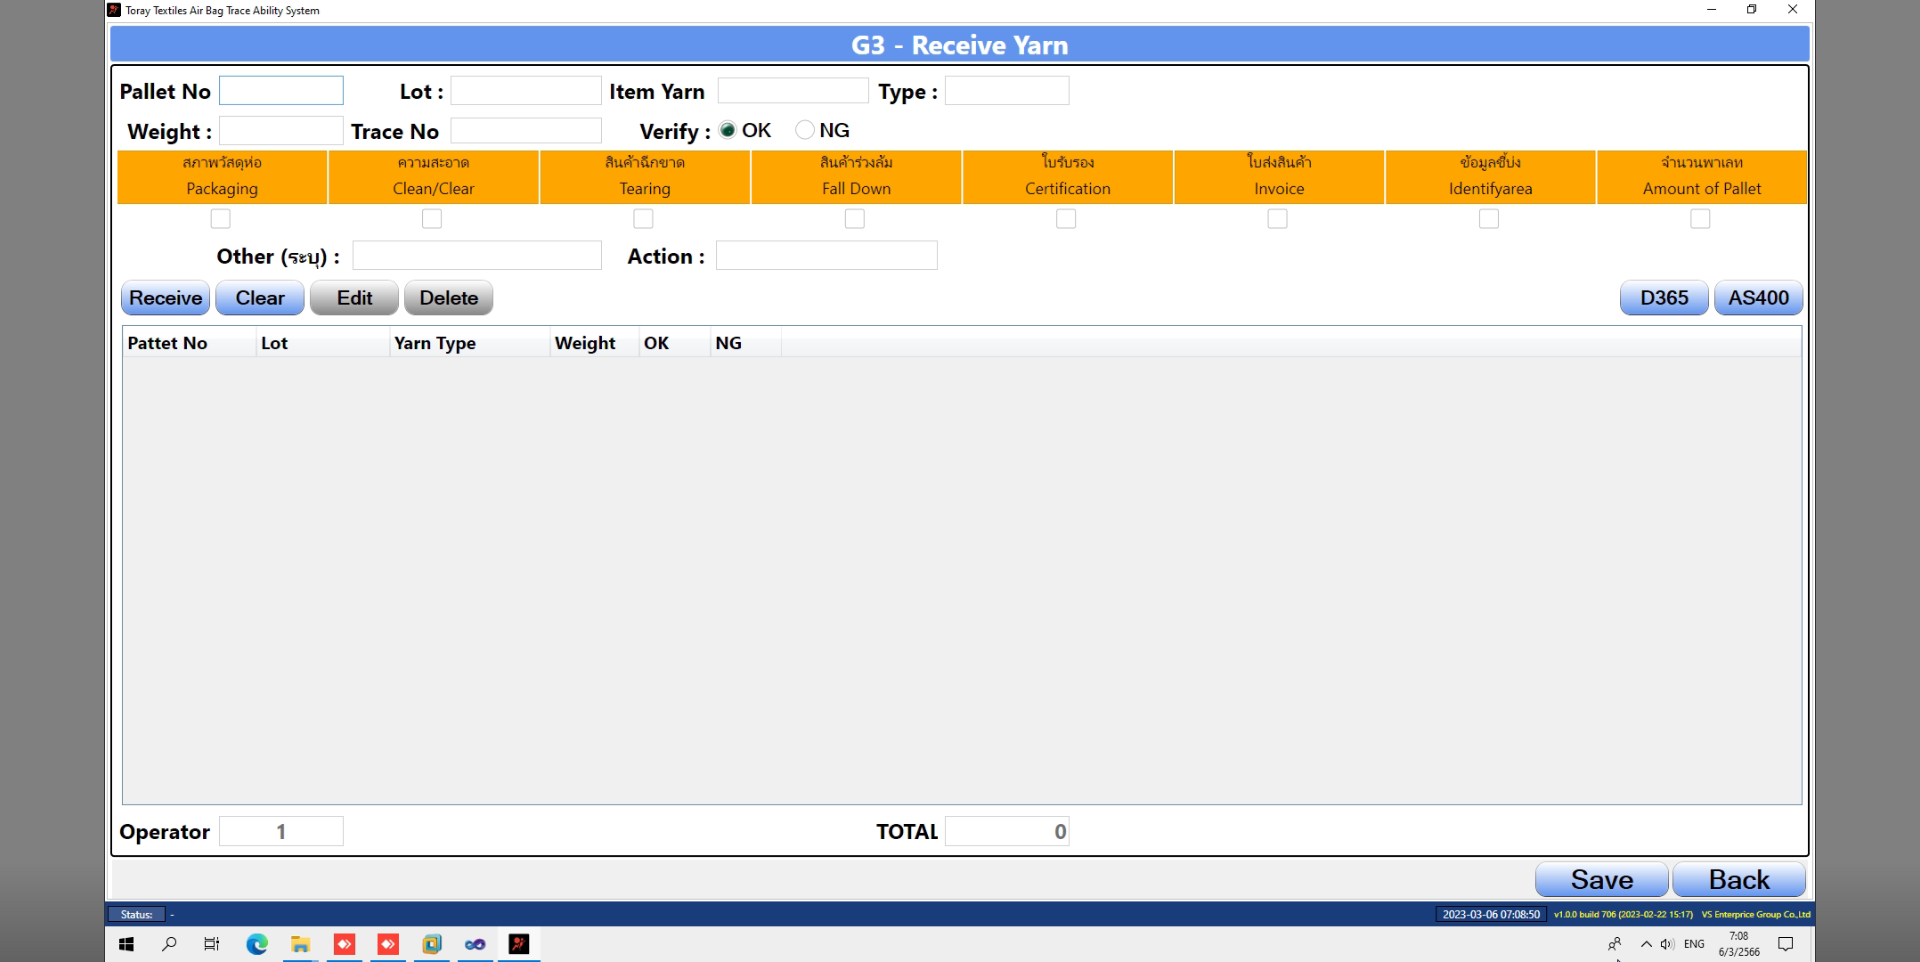 Toray Textiles Air Bag Trace Ability System
G3 - Receive Yarn
Pallet No Lot : Item Yarn Type :
Weight : Trace No Verify : OK NG
สภาพวัสดุห่อ ความสะอาด สินค้าฉีกขาด สินค้าร่วงล้ม ใบรับรอง ใบส่งสินค้า ข้อมูลชี้บ่ง จำนวนพาเลท
Packaging Clean/Clear Tearing Fall Down Certification Invoice Identifyarea Amount of Pallet
Other (ระบุ) : Action :
Receive Clear Edit Delete D365 AS400
Pattet No Lot Yarn Type Weight OK NG
Operator 1 TOTAL 0
Save Back
Status: - 2023-03-06 07:08:50 v1.0.0 build 706 (2023-02-22 15:17) VS Enterprice Group Co.,Ltd
ENG 7:08
6/3/2566